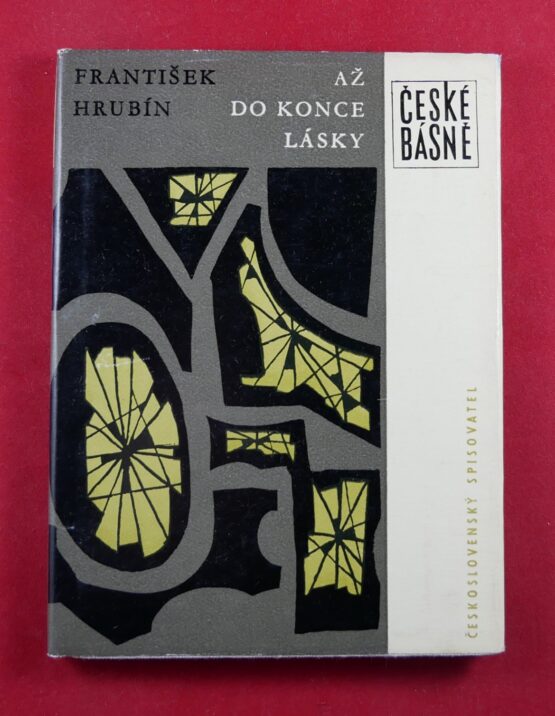 FRANTIŠEK
HRUBÍN
AŽ
DO KONCE
LÁSKY
ČESKÉ
BÁSNĚ
ČESKOSLOVENSKÝ SPISOVATEL